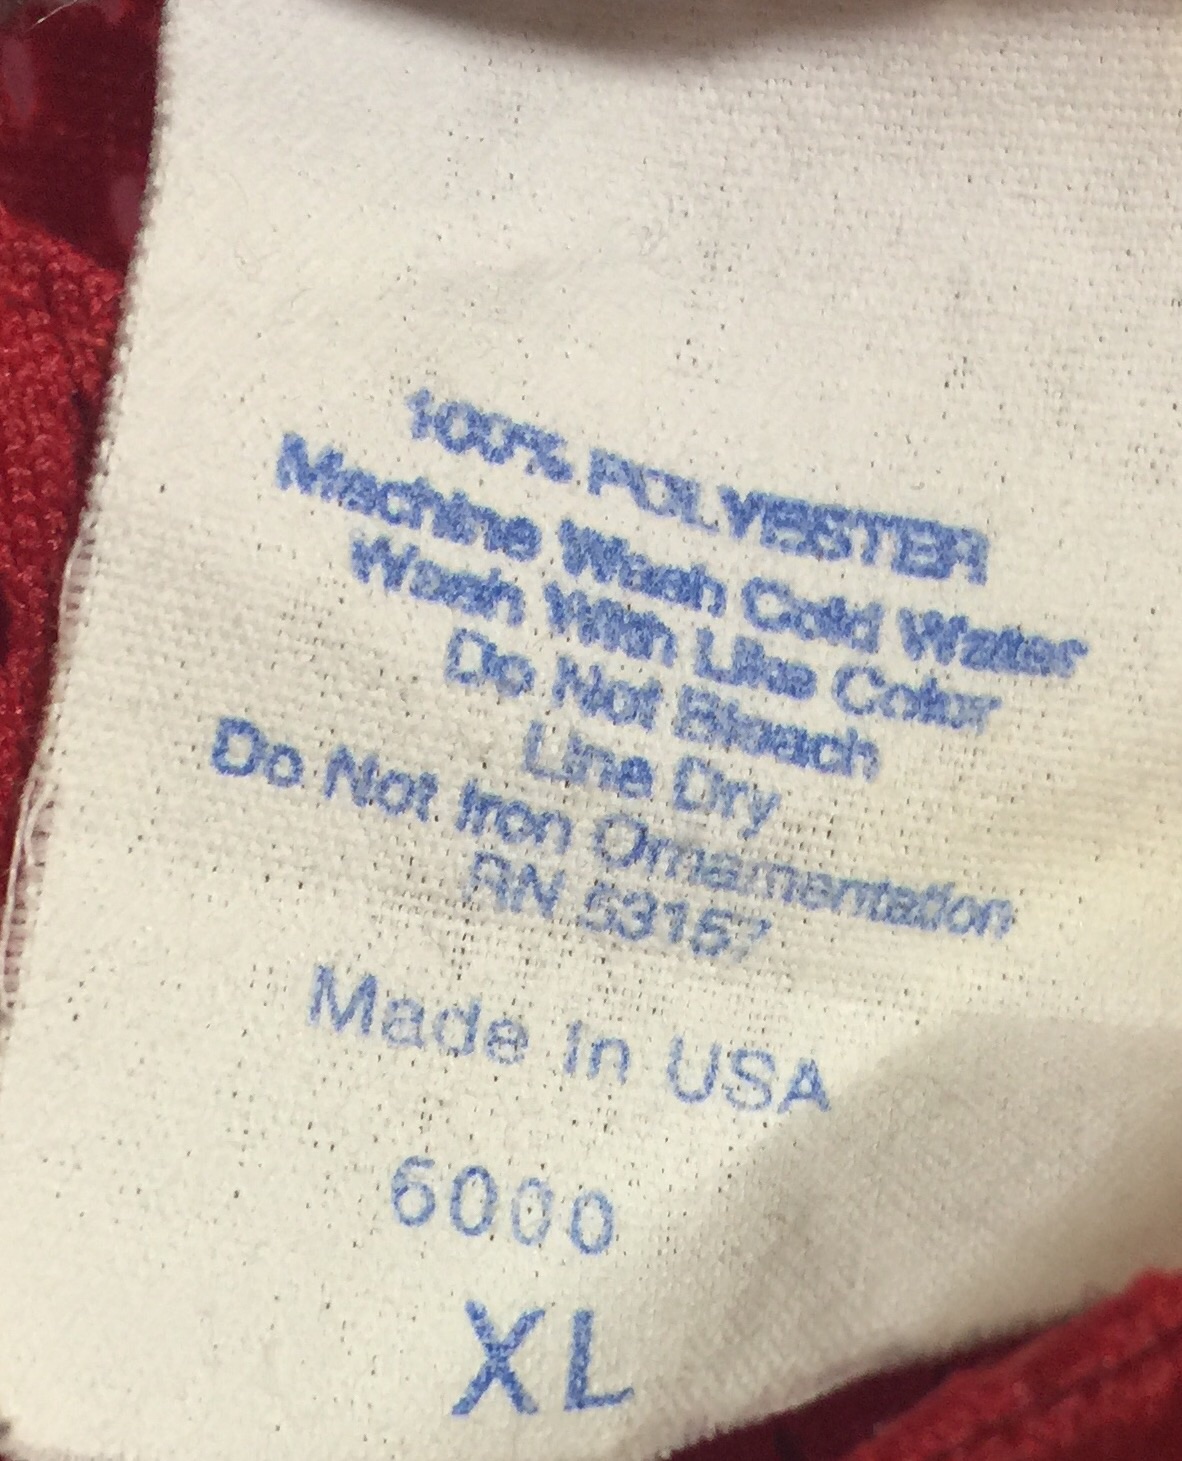 100% POLYESTER
Machine Wash Cold Water
Wash With Like Color
Do Not Bleach
Line Dry
Do Not Iron Ornamentation
RN 53157
Made In USA
6000
XL